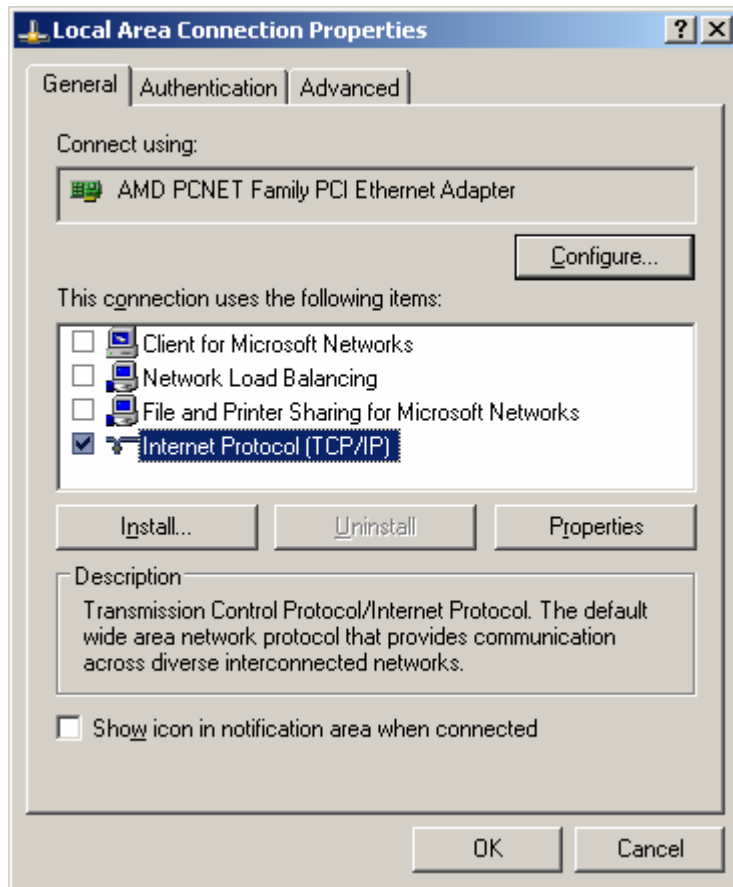 Local Area Connection Properties
General Authentication Advanced
Connect using:
AMD PCNET Family PCI Ethernet Adapter
Configure...
This connection uses the following items:
Client for Microsoft Networks
Network Load Balancing
File and Printer Sharing for Microsoft Networks
Internet Protocol (TCP/IP)
Install... Uninstall Properties
Description
Transmission Control Protocol/Internet Protocol. The default
wide area network protocol that provides communication
across diverse interconnected networks.
Show icon in notification area when connected
OK Cancel